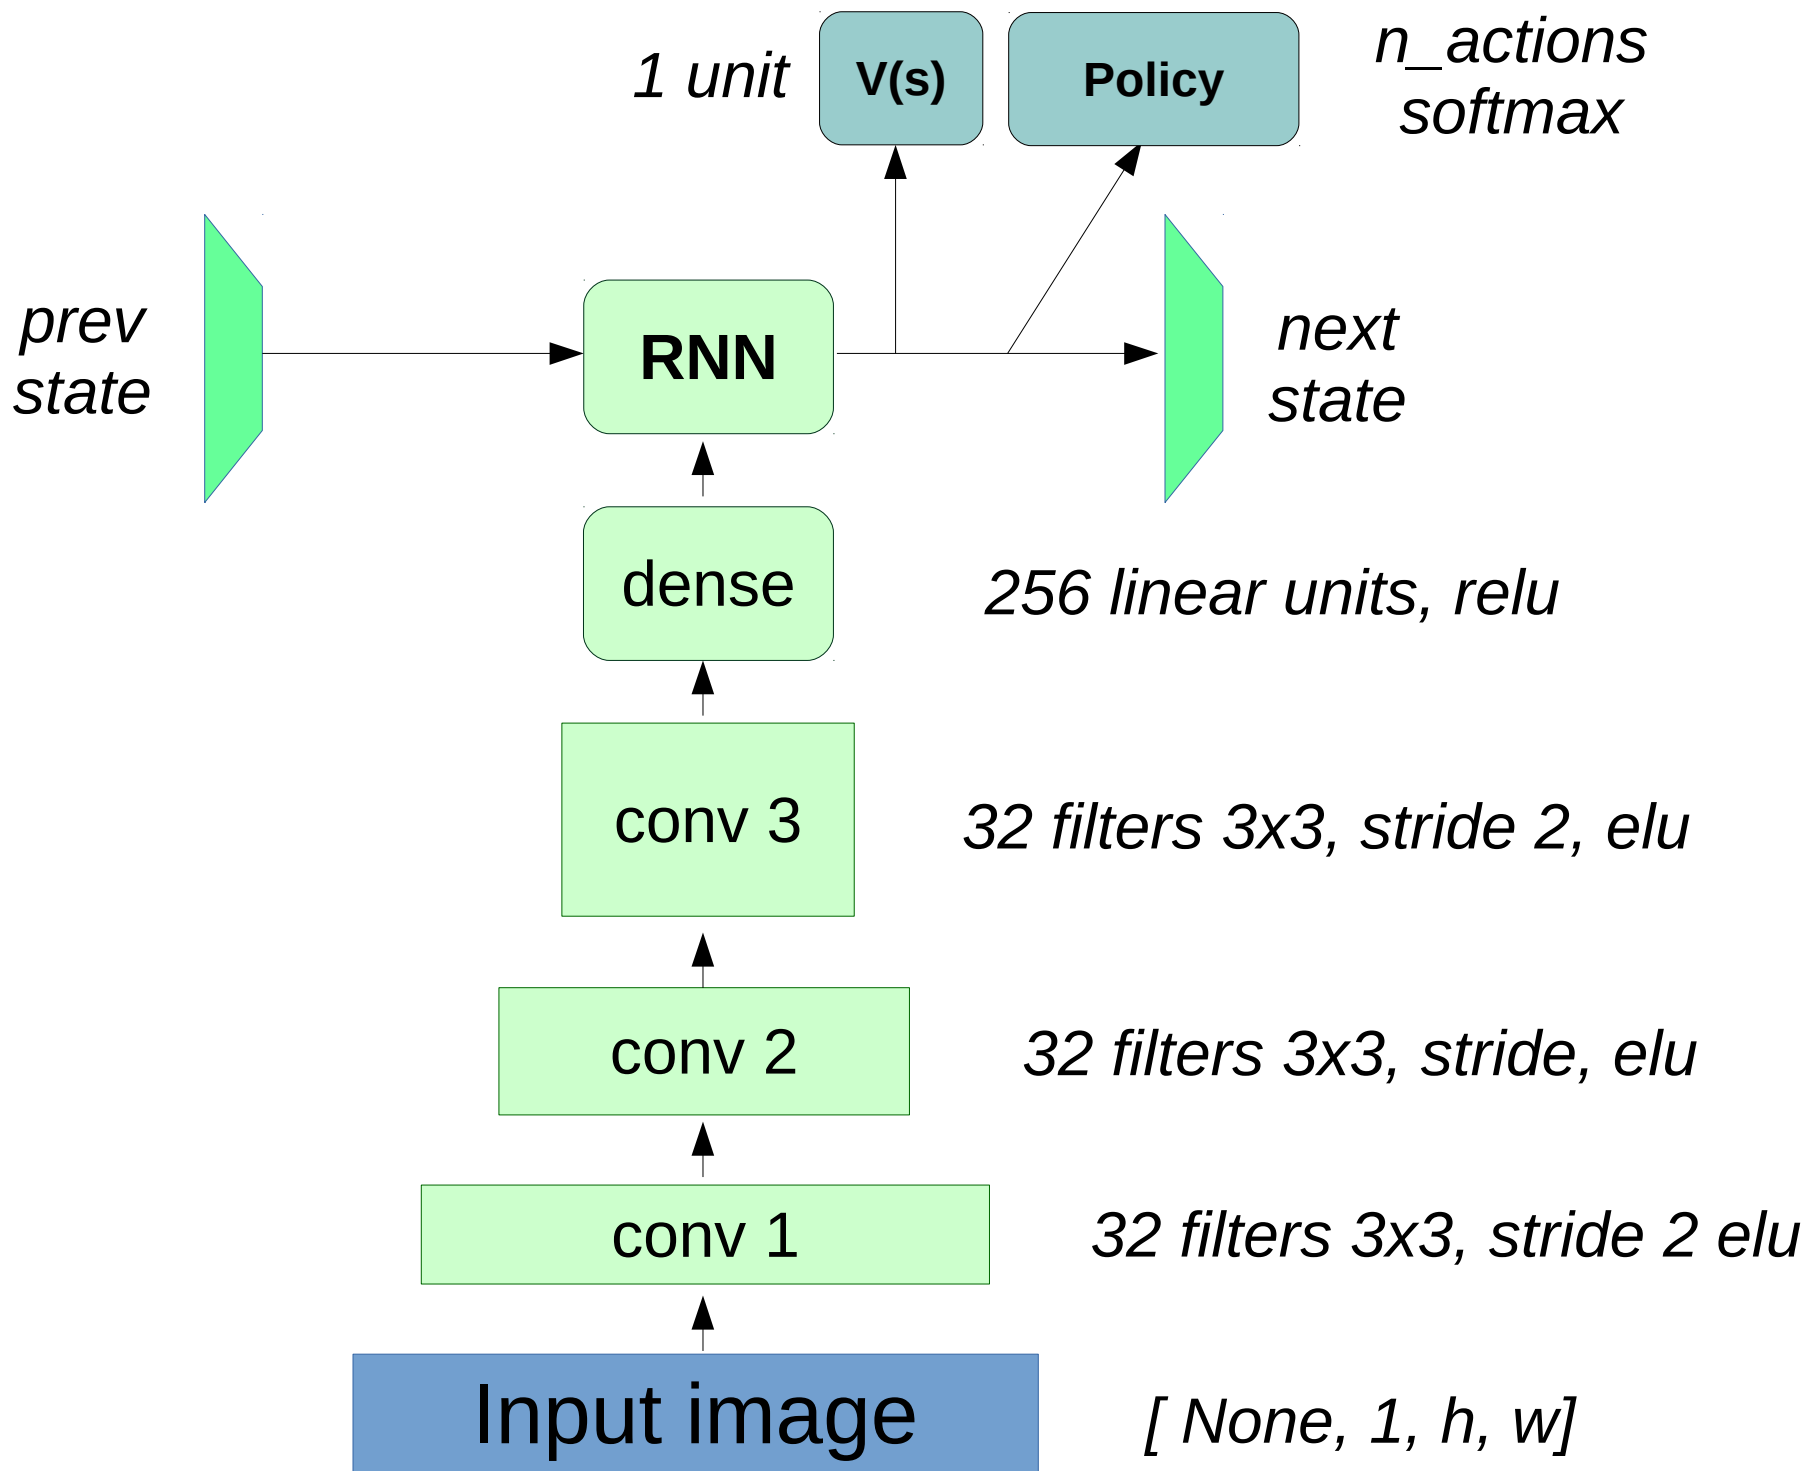 1 unit
V(s)
Policy
n_actions
softmax
prev
state
RNN
next
state
dense
256 linear units, relu
conv 3
32 filters 3x3, stride 2, elu
conv 2
32 filters 3x3, stride, elu
conv 1
32 filters 3x3, stride 2 elu
Input image
[ None, 1, h, w]